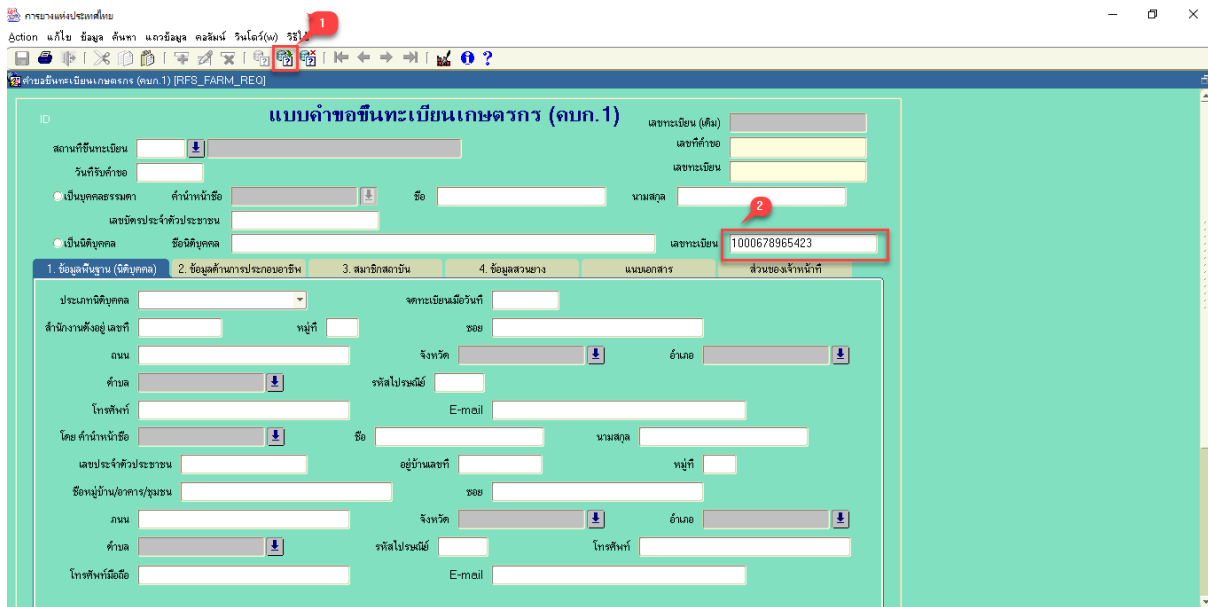 การยางแห่งประเทศไทย
Action แก้ไข ข้อมูล ค้นหา แถวข้อมูล คอลัมน์ วินโดว์(w) วิธีใช้
1
คำขอขึ้นทะเบียนเกษตรกร (คบก.1) [RFS_FARM_REQ]
ID แบบคำขอขึ้นทะเบียนเกษตรกร (คบก.1) เลขทะเบียน (เดิม)
สถานที่ขึ้นทะเบียน เลขที่คำขอ
วันที่รับคำขอ เลขทะเบียน
เป็นบุคคลธรรมดา คำนำหน้าชื่อ ชื่อ นามสกุล
2
เลขบัตรประจำตัวประชาชน
เป็นนิติบุคคล ชื่อนิติบุคคล เลขทะเบียน 1000678965423
1. ข้อมูลพื้นฐาน (นิติบุคคล) 2. ข้อมูลด้านการประกอบอาชีพ 3. สมาชิกสถาบัน 4. ข้อมูลสวนยาง แนบเอกสาร ส่วนของเจ้าหน้าที่
ประเภทนิติบุคคล จดทะเบียนเมื่อวันที่
สำนักงานตั้งอยู่ เลขที่ หมู่ที่ ซอย
ถนน จังหวัด อำเภอ
ตำบล รหัสไปรษณีย์
โทรศัพท์ E-mail
โดย คำนำหน้าชื่อ ชื่อ นามสกุล
เลขประจำตัวประชาชน อยู่บ้านเลขที่ หมู่ที่
ชื่อหมู่บ้าน/อาคาร/ชุมชน ซอย
ถนน จังหวัด อำเภอ
ตำบล รหัสไปรษณีย์ โทรศัพท์
โทรศัพท์มือถือ E-mail